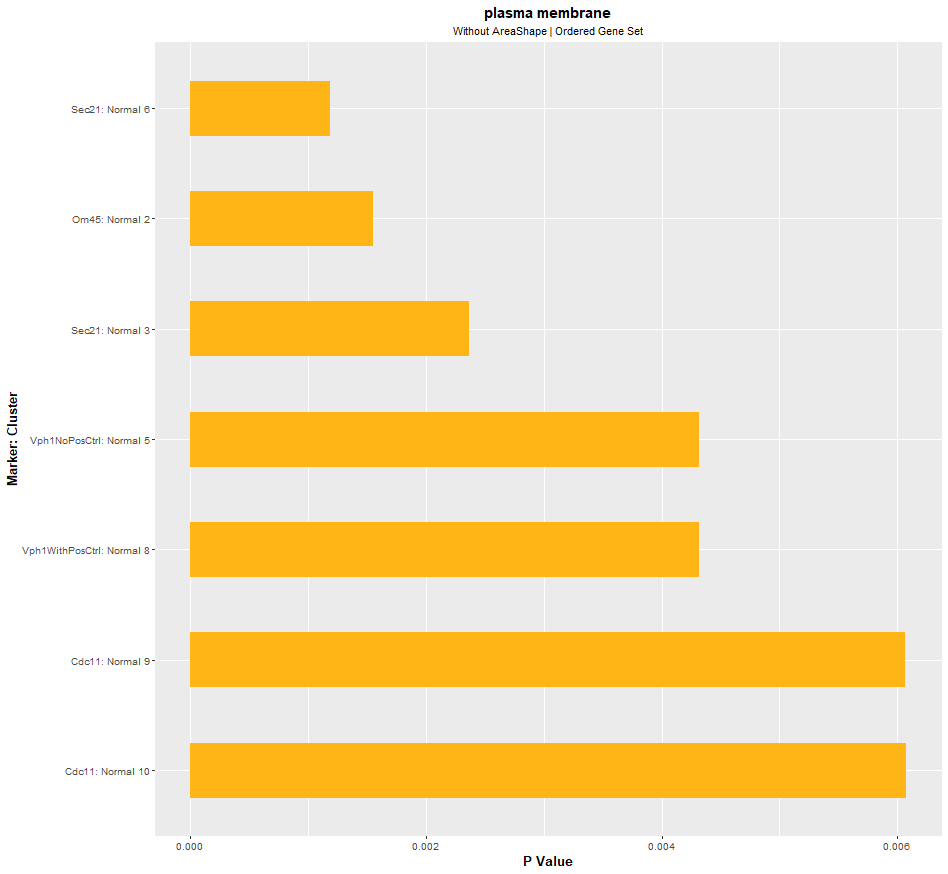 plasma membrane
Without AreaShape | Ordered Gene Set
Marker: Cluster
Sec21: Normal 6
Om45: Normal 2
Sec21: Normal 3
Vph1NoPosCtrl: Normal 5
Vph1WithPosCtrl: Normal 8
Cdc11: Normal 9
Cdc11: Normal 10
0.000 0.002 0.004 0.006
P Value